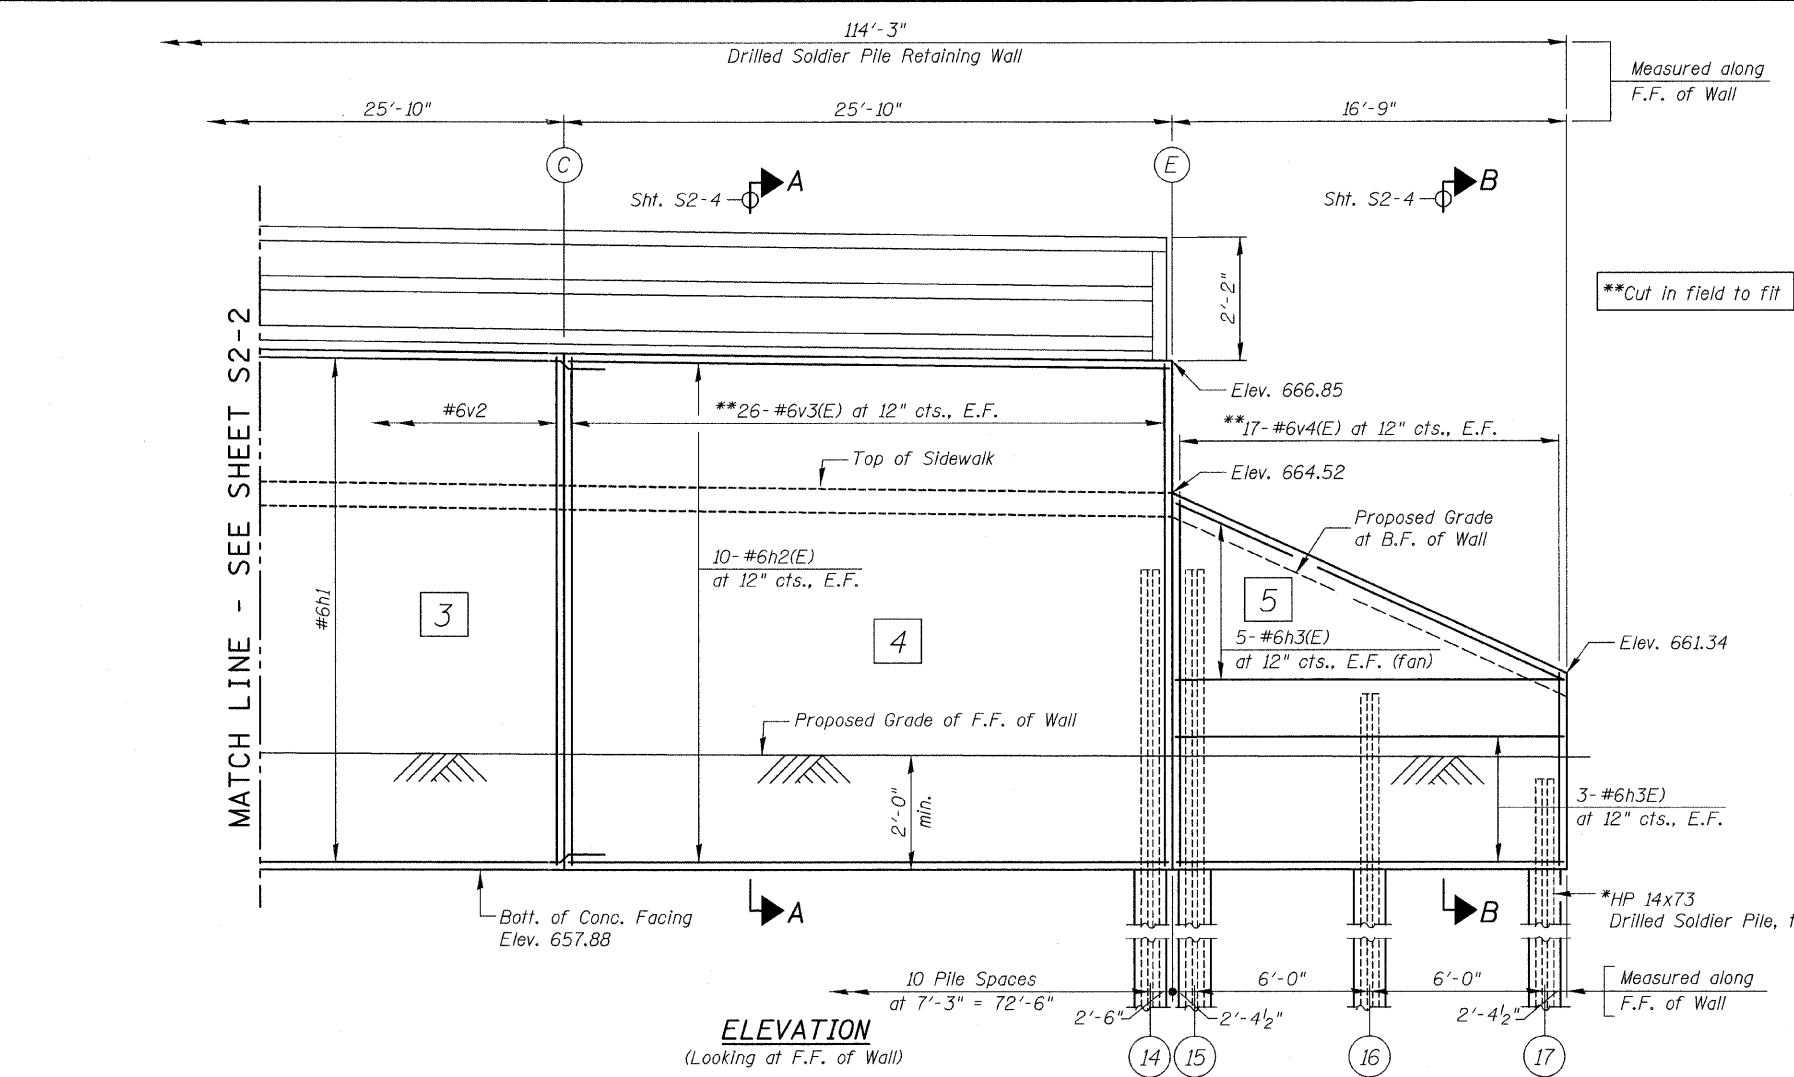 114'-3"
Drilled Soldier Pile Retaining Wall
Measured along
F.F. of Wall
25'-10"
25'-10"
16'-9"
C
E
Sht. S2-4
A
Sht. S2-4
B
2'-2"
**Cut in field to fit
MATCH LINE - SEE SHEET S2-2
Elev. 666.85
#6v2
**26-#6v3(E) at 12" cts., E.F.
**17-#6v4(E) at 12" cts., E.F.
Top of Sidewalk
Elev. 664.52
Proposed Grade
at B.F. of Wall
10-#6h2(E)
at 12" cts., E.F.
#6h1
3
4
5
5-#6h3(E)
at 12" cts., E.F. (fan)
Elev. 661.34
Proposed Grade of F.F. of Wall
2'-0"
min.
3-#6h3E)
at 12" cts., E.F.
Bott. of Conc. Facing
Elev. 657.88
A
B
*HP 14x73
Drilled Soldier Pile,
10 Pile Spaces
at 7'-3" = 72'-6"
6'-0"
6'-0"
Measured along
F.F. of Wall
2'-6"
2'-4½"
2'-4½"
ELEVATION
(Looking at F.F. of Wall)
14
15
16
17